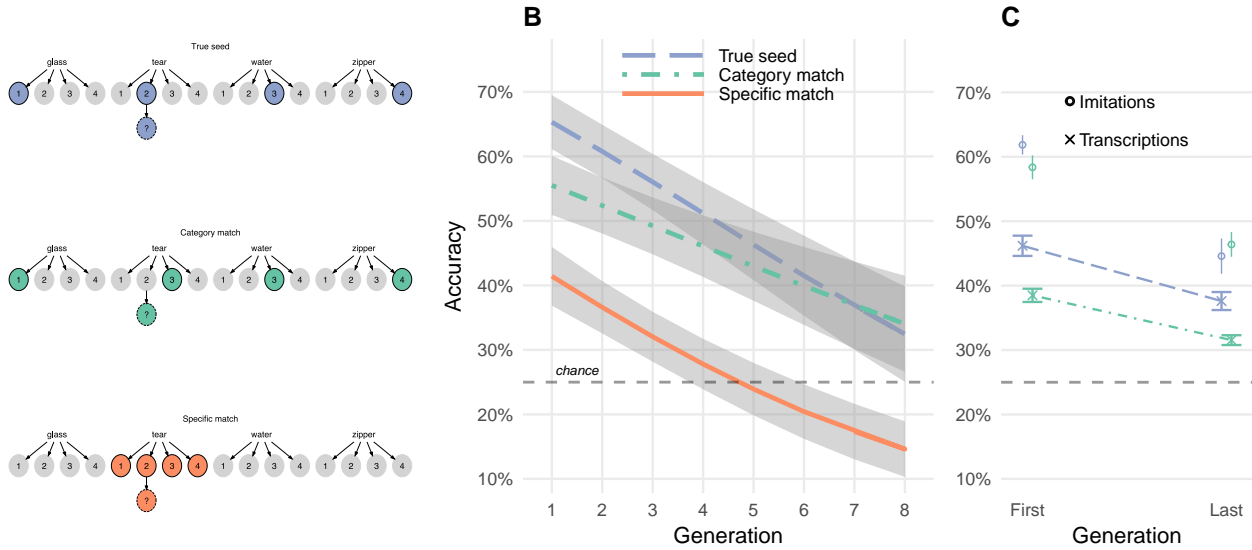 True seed
glass tear water zipper
1 2 3 4 1 2 3 4 1 2 3 4 1 2 3 4
?
Category match
glass tear water zipper
1 2 3 4 1 2 3 4 1 2 3 4 1 2 3 4
?
Specific match
glass tear water zipper
1 2 3 4 1 2 3 4 1 2 3 4 1 2 3 4
?
B
True seed
Category match
Specific match
Accuracy
70%
60%
50%
40%
30%
20%
10%
chance
1 2 3 4 5 6 7 8
Generation
C
Imitations
Transcriptions
70%
60%
50%
40%
30%
20%
10%
First Last
Generation